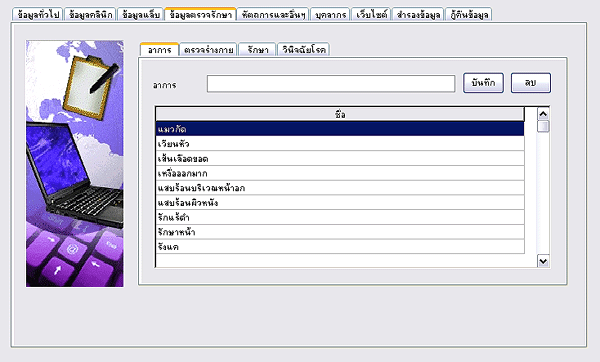 ข้อมูลทั่วไป ข้อมูลคลินิก ข้อมูลแล็บ ข้อมูลตรวจรักษา หัตถการและอื่นๆ บุคลากร เว็บไซต์ สำรองข้อมูล กู้คืนข้อมูล
อาการ ตรวจร่างกาย รักษา วินิจฉัยโรค
อาการ บันทึก ลบ
ชื่อ
แมวกัด
เวียนหัว
เส้นเลือดขอด
เหงื่อออกมาก
แสบร้อนบริเวณหน้าอก
แสบร้อนผิวหนัง
รักแร้ดำ
รักษาหน้า
รังแค